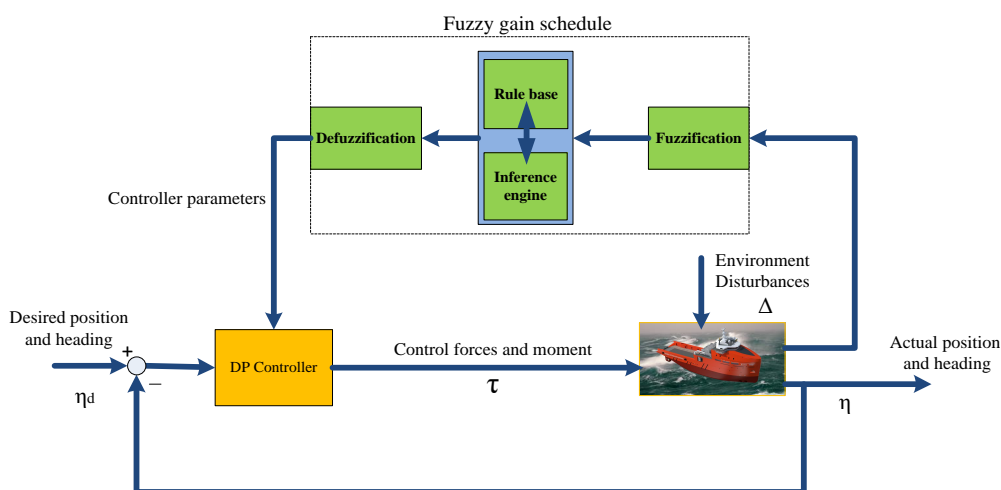 Fuzzy gain schedule
Rule base
Defuzzification
Fuzzification
Inference
engine
Controller parameters
Environment
Disturbances
Δ
Desired position
and heading
+
−
ηd
DP Controller
Control forces and moment
τ
Actual position
and heading
η